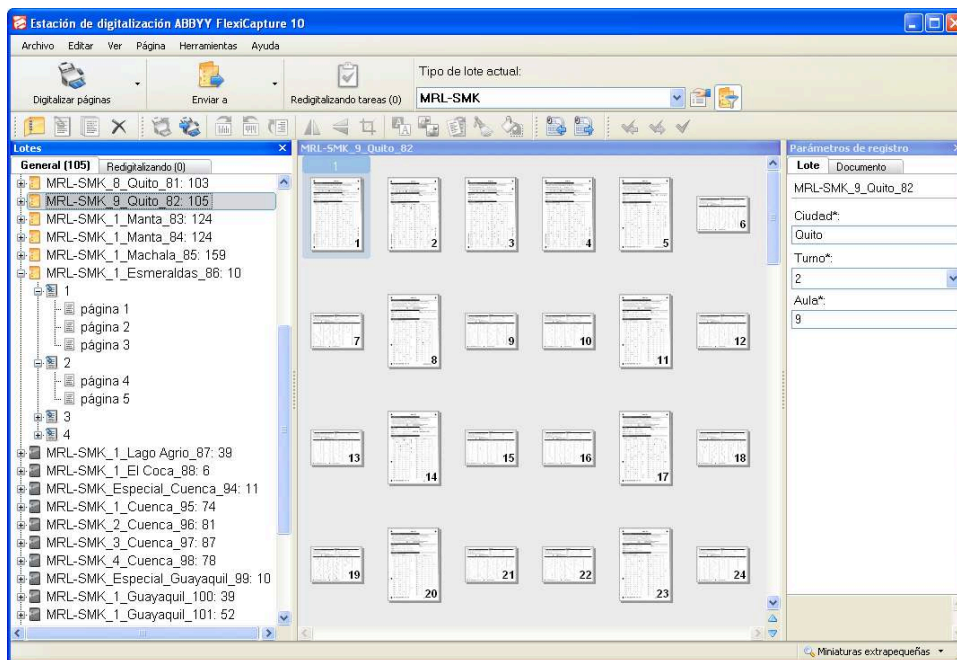 Estación de digitalización ABBYY FlexiCapture 10
Archivo Editar Ver Página Herramientas Ayuda
Digitalizar páginas
Enviar a
Redigitalizando tareas (0)
Tipo de lote actual:
MRL-SMK
Lotes
General (105) Redigitalizando (0)
MRL-SMK_8_Quito_81: 103
MRL-SMK_9_Quito_82: 105
MRL-SMK_1_Manta_83: 124
MRL-SMK_1_Manta_84: 124
MRL-SMK_1_Machala_85: 159
MRL-SMK_1_Esmeraldas_86: 10
1
página 1
página 2
página 3
2
página 4
página 5
3
4
MRL-SMK_1_Lago Agrio_87: 39
MRL-SMK_1_El Coca_88: 6
MRL-SMK_Especial_Cuenca_94: 11
MRL-SMK_1_Cuenca_95: 74
MRL-SMK_2_Cuenca_96: 81
MRL-SMK_3_Cuenca_97: 87
MRL-SMK_4_Cuenca_98: 78
MRL-SMK_Especial_Guayaquil_99: 10
MRL-SMK_1_Guayaquil_100: 39
MRL-SMK_1_Guayaquil_101: 52
MRL-SMK_9_Quito_82
1
1 2 3 4 5 6
7 8 9 10 11 12
13 14 15 16 17 18
19 20 21 22 23 24
Parámetros de registro
Lote Documento
MRL-SMK_9_Quito_82
Ciudad*:
Quito
Turno*:
2
Aula*:
9
Miniaturas extrapequeñas